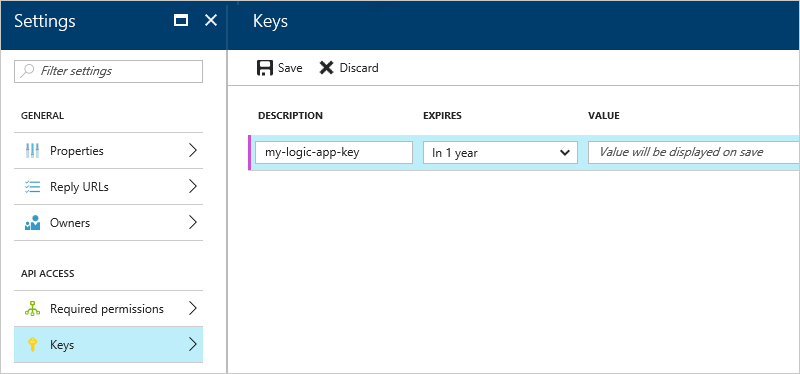 Settings
Keys
Filter settings
Save Discard
GENERAL
DESCRIPTION EXPIRES VALUE
Properties
my-logic-app-key In 1 year Value will be displayed on save
Reply URLs
Owners
API ACCESS
Required permissions
Keys